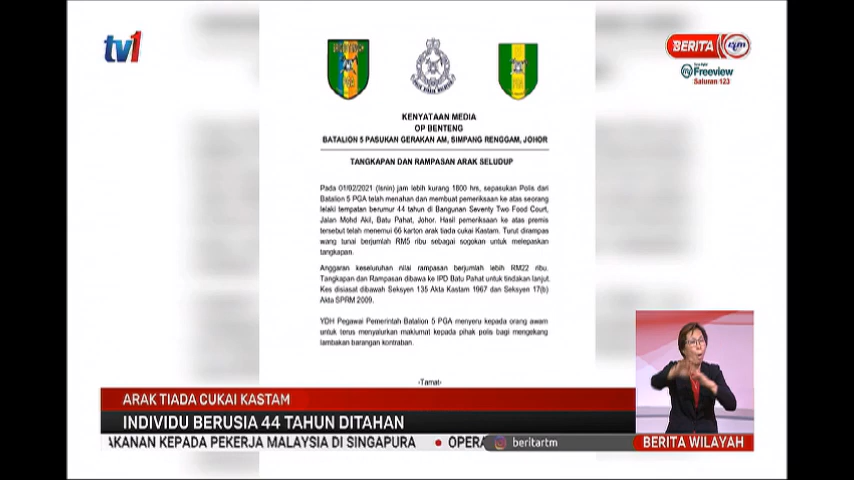 tv1
BERITA rtm
Freeview
Saluran 123
KENYATAAN MEDIA
OP BENTENG
BATALION 5 PASUKAN GERAKAN AM, SIMPANG RENGGAM, JOHOR
TANGKAPAN DAN RAMPASAN ARAK SELUDUP
Pada 01/02/2021 (Isnin) jam lebih kurang 1800 hrs, sepasukan Polis dari
Batalion 5 PGA telah menahan dan membuat pemeriksaan ke atas seorang
lelaki tempatan berumur 44 tahun di Bangunan Seventy Two Food Court,
Jalan Mohd Akil, Batu Pahat, Johor. Hasil pemeriksaan ke atas premis
tersebut telah menemui 66 karton arak tiada cukai Kastam. Turut dirampas
wang tunai berjumlah RM5 ribu sebagai sogokan untuk melepaskan
tangkapan.
Anggaran keseluruhan nilai rampasan berjumlah lebih RM22 ribu.
Tangkapan dan Rampasan dibawa ke IPD Batu Pahat untuk tindakan lanjut.
Kes disiasat dibawah Seksyen 135 Akta Kastam 1967 dan Seksyen 17(b)
Akta SPRM 2009.
YDH Pegawai Pemerintah Batalion 5 PGA menyeru kepada orang awam
untuk terus menyalurkan maklumat kepada pihak polis bagi mengekang
lambakan barangan kontraban.
-Tamat-
ARAK TIADA CUKAI KASTAM
INDIVIDU BERUSIA 44 TAHUN DITAHAN
AKANAN KEPADA PEKERJA MALAYSIA DI SINGAPURA • OPERA
beritartm
BERITA WILAYAH